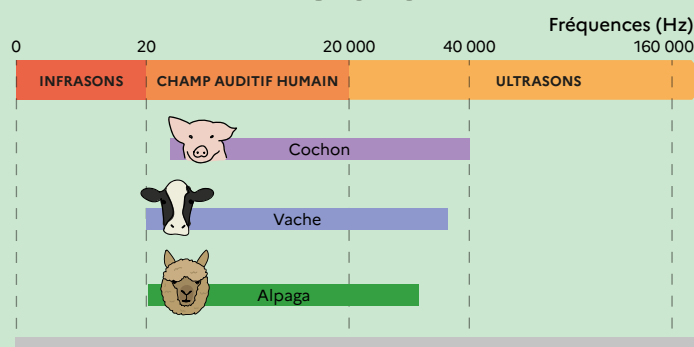 Fréquences (Hz)
0 20 20 000 40 000 160 000
INFRASONS CHAMP AUDITIF HUMAIN ULTRASONS
Cochon
Vache
Alpaga